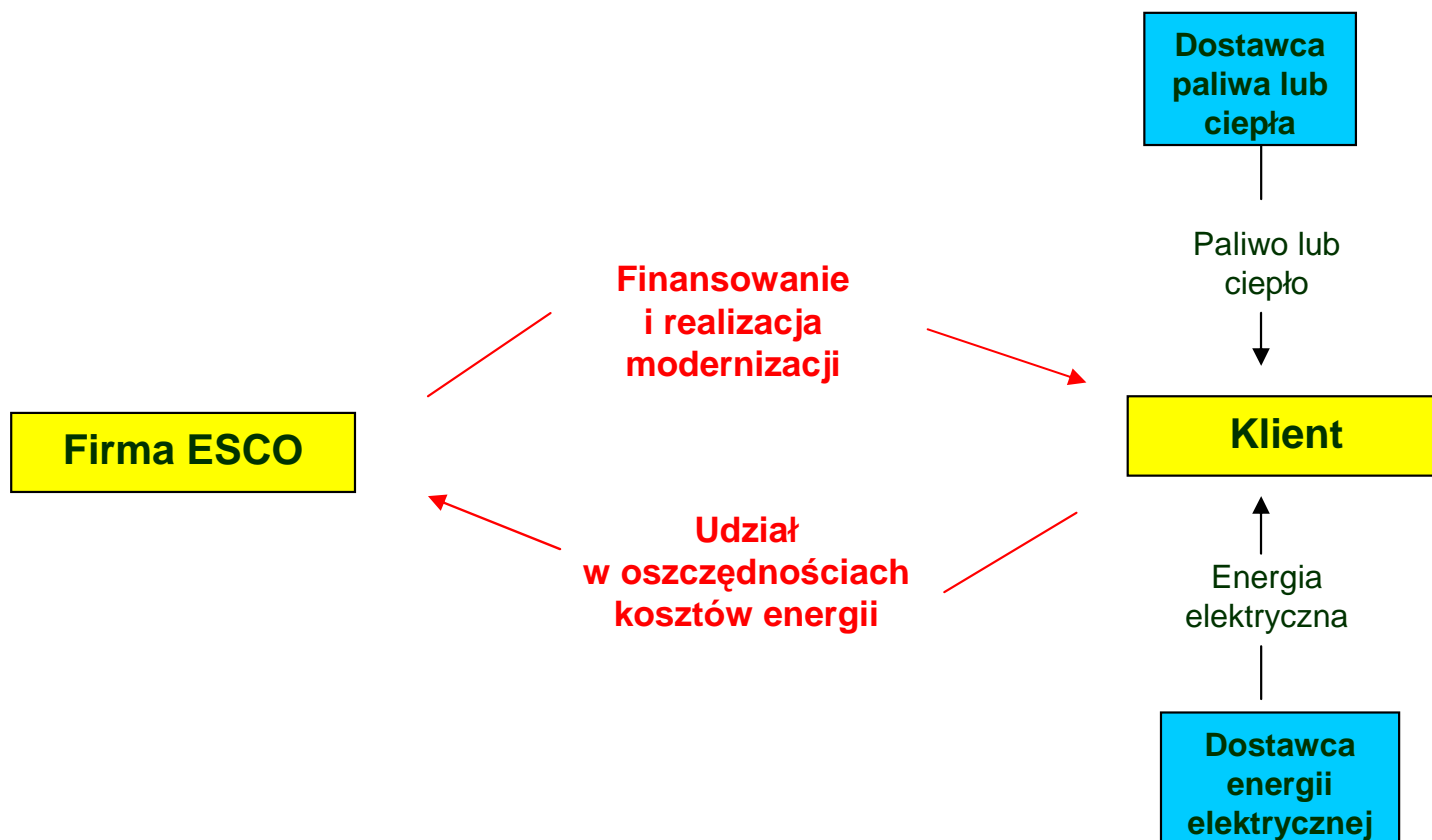 Dostawca
paliwa lub
ciepła
Paliwo lub
ciepło
Finansowanie
i realizacja
modernizacji
Firma ESCO
Klient
Udział
w oszczędnościach
kosztów energii
Energia
elektryczna
Dostawca
energii
elektrycznej